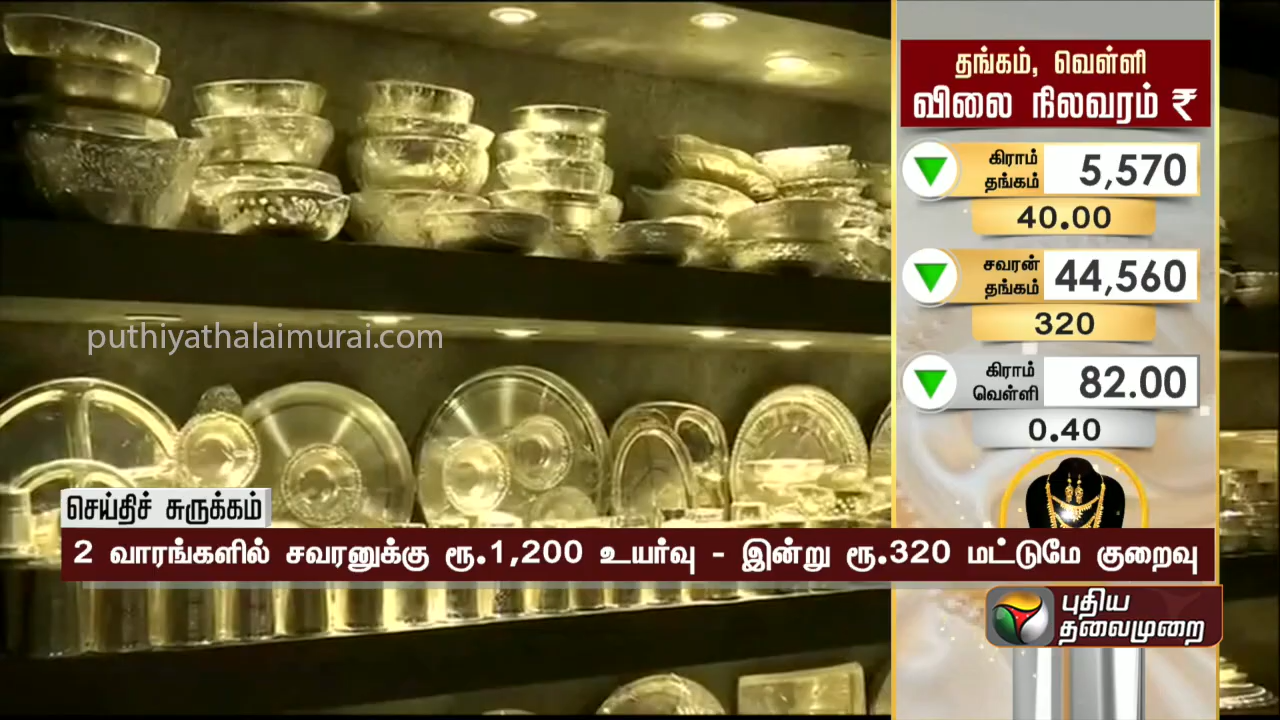 தங்கம், வெள்ளி
விலை நிலவரம் ₹
கிராம்
தங்கம்
5,570
40.00
சவரன்
தங்கம்
44,560
320
கிராம்
வெள்ளி
82.00
0.40
puthiyathalaimurai.com
செய்திச் சுருக்கம்
2 வாரங்களில் சவரனுக்கு ரூ.1,200 உயர்வு - இன்று ரூ.320 மட்டுமே குறைவு
புதிய
தலைமுறை